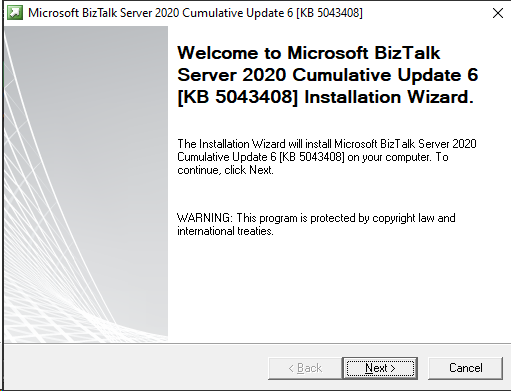 Microsoft BizTalk Server 2020 Cumulative Update 6 [KB 5043408]
Welcome to Microsoft BizTalk
Server 2020 Cumulative Update 6
[KB 5043408] Installation Wizard.
The Installation Wizard will install Microsoft BizTalk Server 2020
Cumulative Update 6 [KB 5043408] on your computer. To
continue, click Next.
WARNING: This program is protected by copyright law and
international treaties.
< Back
Next >
Cancel